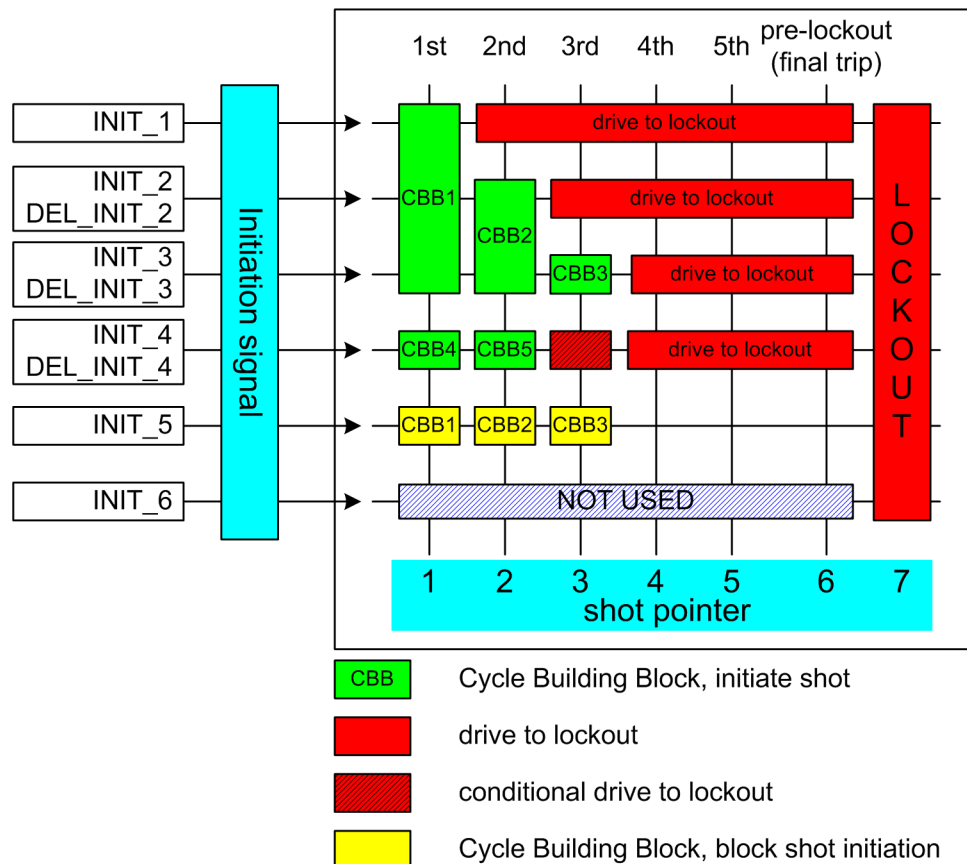 1st 2nd 3rd 4th 5th pre-lockout
(final trip)
INIT_1
drive to lockout
INIT_2
DEL_INIT_2
CBB1
drive to lockout
CBB2
INIT_3
DEL_INIT_3
CBB3
drive to lockout
INIT_4
DEL_INIT_4
CBB4
CBB5
drive to lockout
INIT_5
CBB1
CBB2
CBB3
INIT_6
NOT USED
Initiation signal
LOCKOUT
1 2 3 4 5 6 7
shot pointer
CBB Cycle Building Block, initiate shot
drive to lockout
conditional drive to lockout
Cycle Building Block, block shot initiation